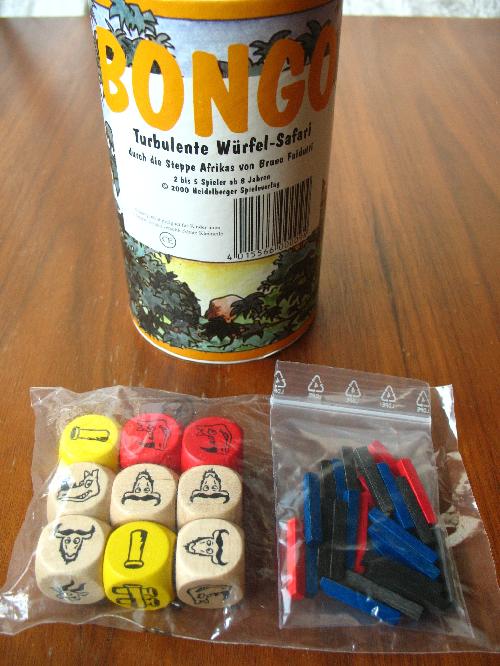 BONGO
Turbulente Würfel-Safari
durch die Steppe Afrikas von Bruno Faidutti
2 bis 5 Spieler ab 8 Jahren
© 2000 Heidelberger Spieleverlag
CE